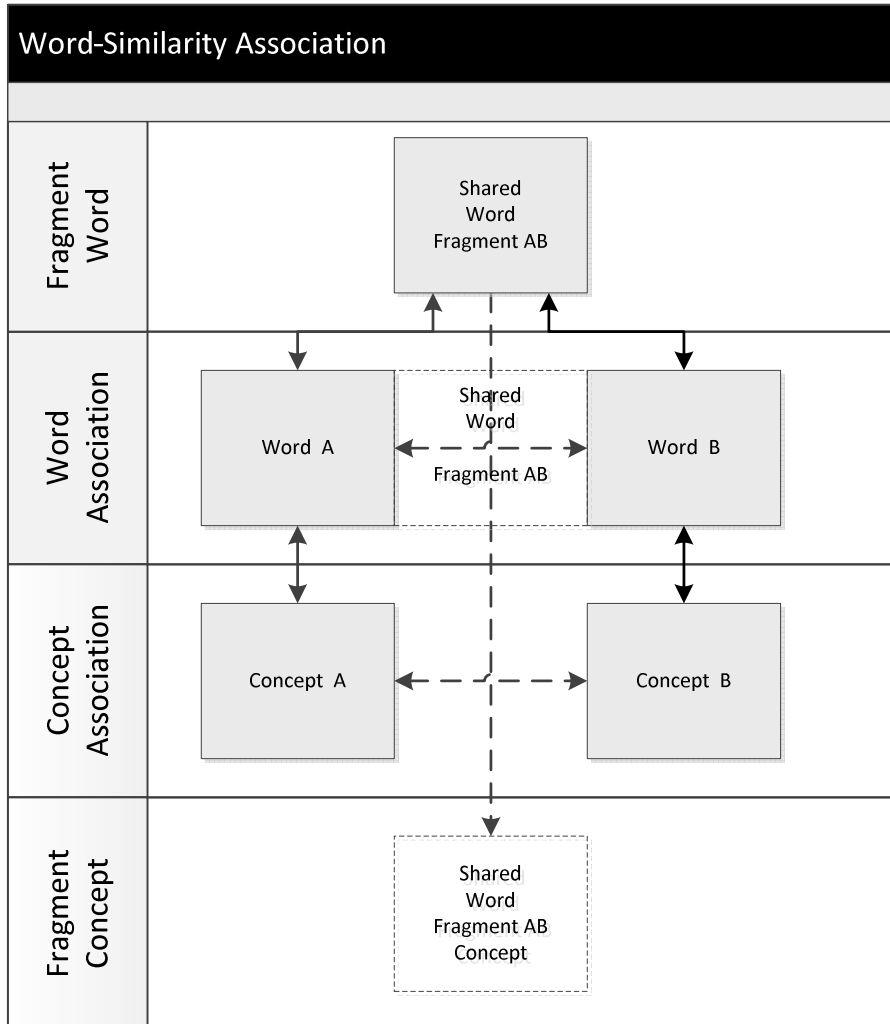 Word-Similarity Association
Fragment
Word
Shared
Word
Fragment AB
Word
Association
Word A
Shared
Word
Fragment AB
Word B
Concept
Association
Concept A
Concept B
Fragment
Concept
Shared
Word
Fragment AB
Concept